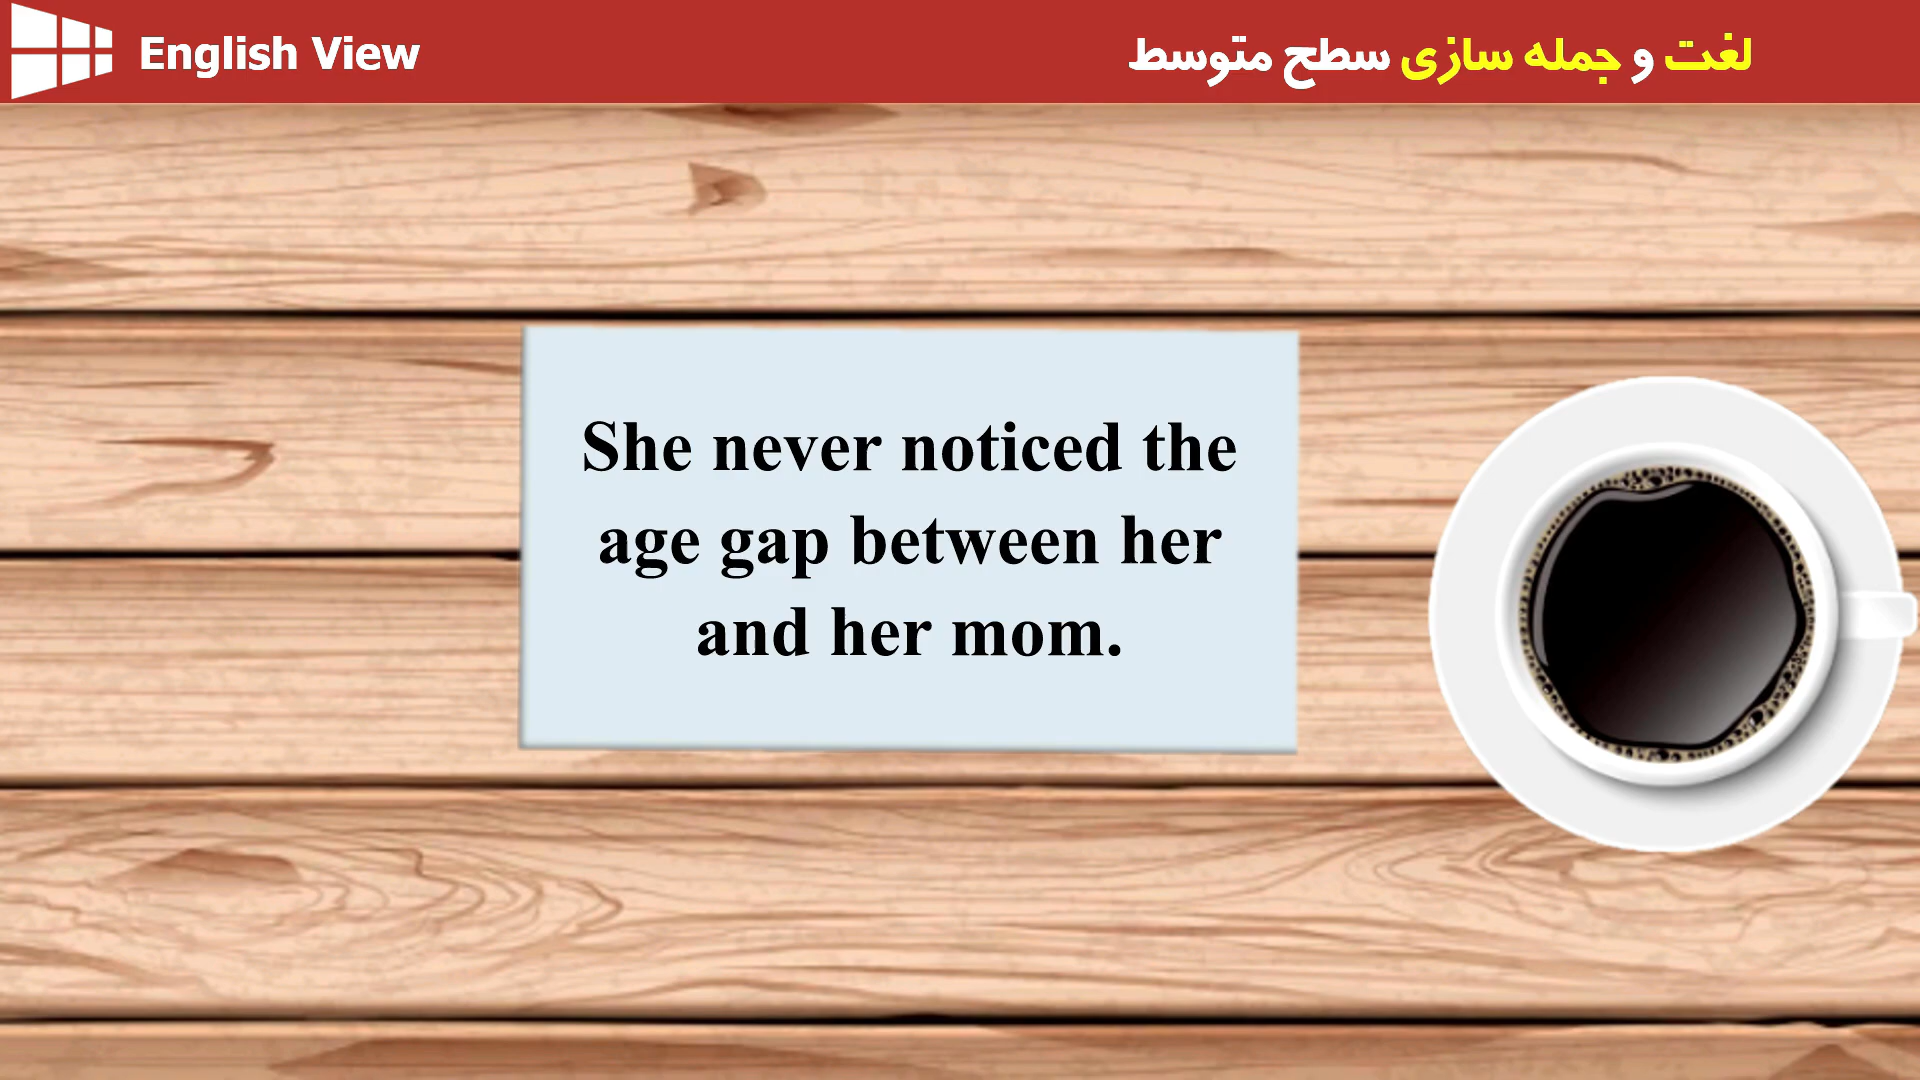 English View
لغت و جمله سازی سطح متوسط
She never noticed the
age gap between her
and her mom.